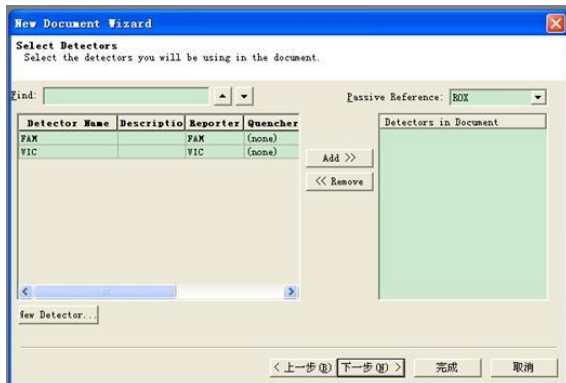 New Document Wizard
Select Detectors
Select the detectors you will be using in the document.
Find:
Passive Reference: ROX
Detector Name Descriptio Reporter Quencher
FAM FAM (none)
VIC VIC (none)
Detectors in Document
Add >>
<< Remove
New Detector...
< 上一步(B) 下一步(N) > 完成 取消